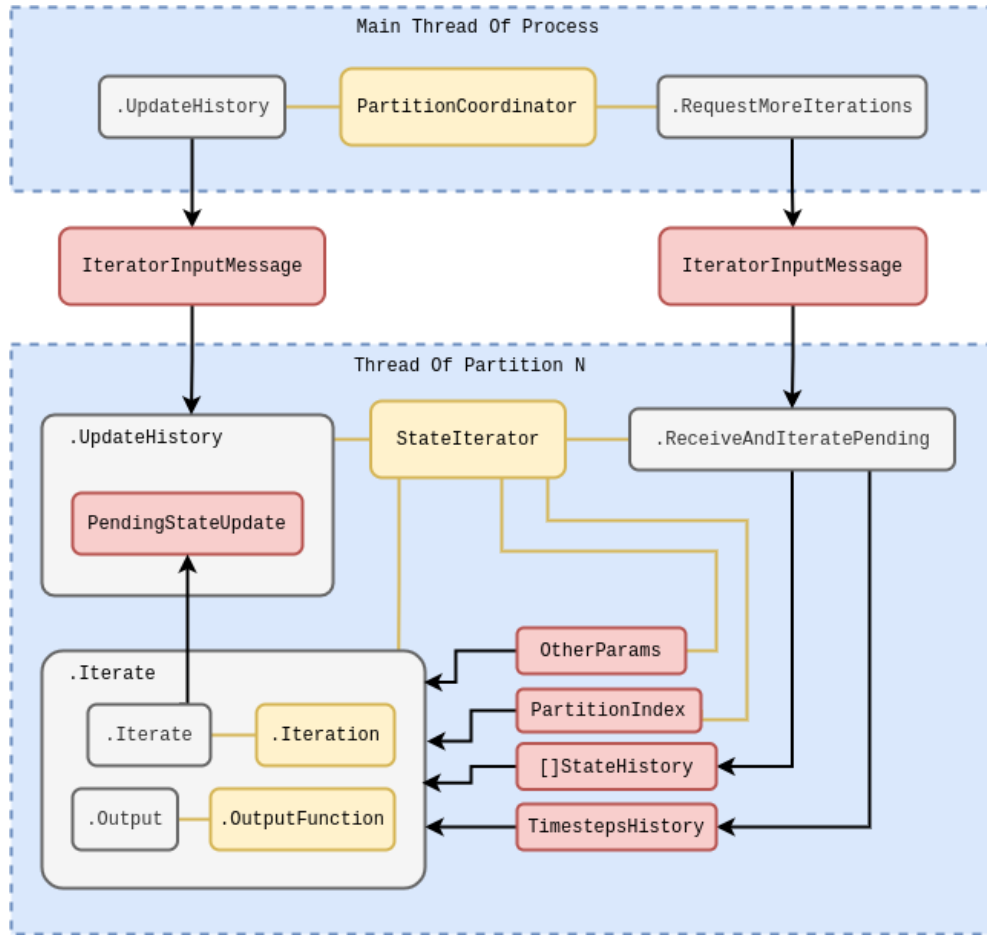 Main Thread Of Process
.UpdateHistory
PartitionCoordinator
.RequestMoreIterations
IteratorInputMessage
IteratorInputMessage
Thread Of Partition N
.UpdateHistory
StateIterator
.ReceiveAndIteratePending
PendingStateUpdate
OtherParams
.Iterate
PartitionIndex
.Iterate
.Iteration
[]StateHistory
.Output
.OutputFunction
TimestepsHistory